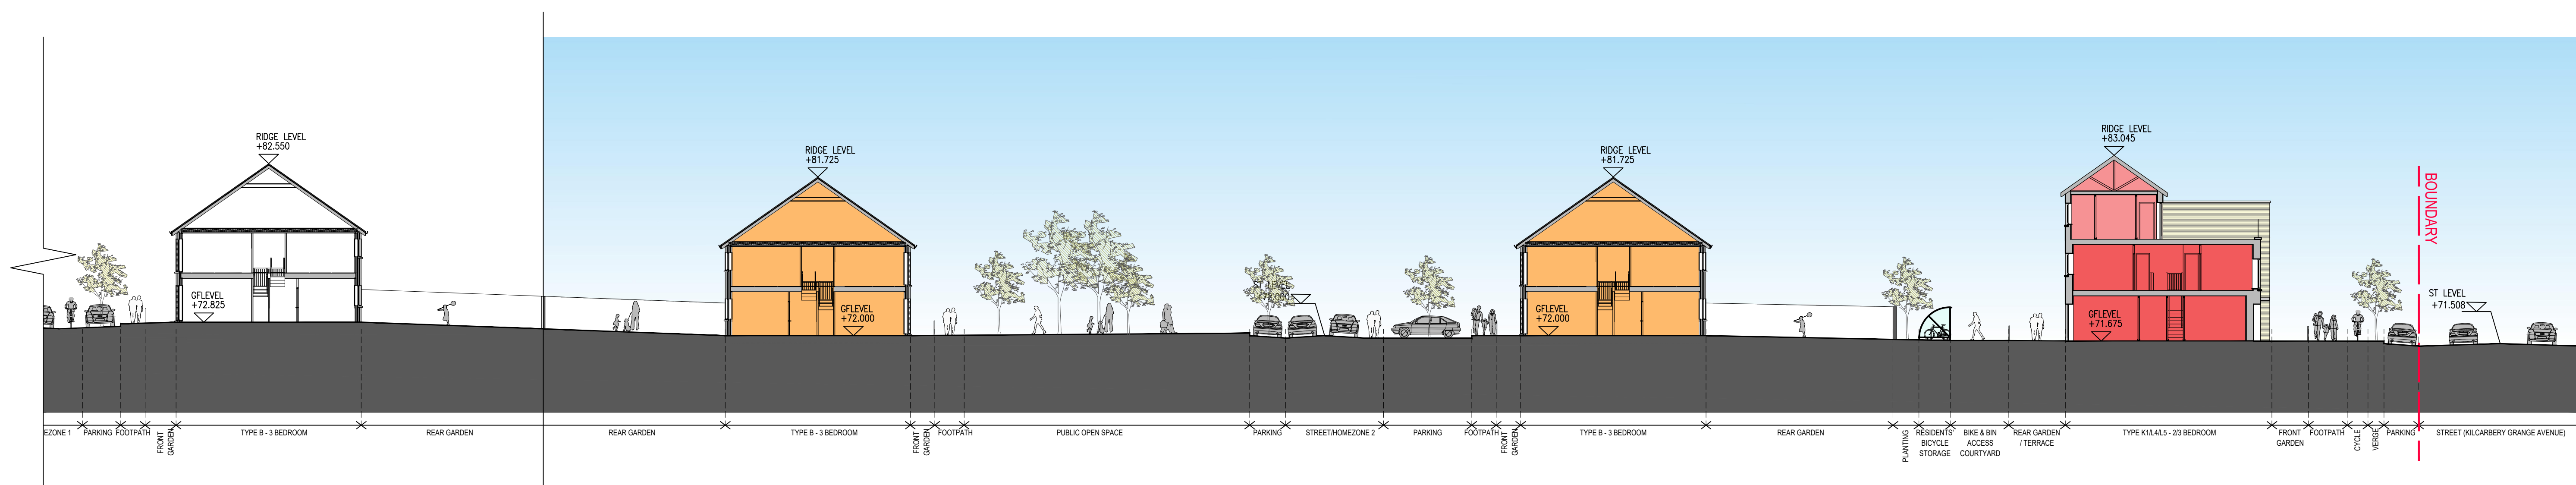 RIDGE LEVEL
+82.550
GFLEVEL
+72.825
RIDGE LEVEL
+81.725
GFLEVEL
+72.000
ST LEVEL
RIDGE LEVEL
+81.725
GFLEVEL
+72.000
RIDGE LEVEL
+83.045
GFLEVEL
+71.675
BOUNDARY
ST LEVEL
+71.508
EZONE 1
PARKING
FOOTPATH
FRONT
GARDEN
TYPE B - 3 BEDROOM
REAR GARDEN
REAR GARDEN
TYPE B - 3 BEDROOM
FRONT
GARDEN
FOOTPATH
PUBLIC OPEN SPACE
PARKING
STREET/HOMEZONE 2
PARKING
FOOTPATH
FRONT
GARDEN
TYPE B - 3 BEDROOM
REAR GARDEN
PLANTING
RESIDENTS'
BICYCLE
STORAGE
BIKE & BIN
ACCESS
COURTYARD
REAR GARDEN
/ TERRACE
TYPE K1/L4/L5 - 2/3 BEDROOM
FRONT
GARDEN
FOOTPATH
CYCLE
VERGE
PARKING
STREET (KILCARBERY GRANGE AVENUE)